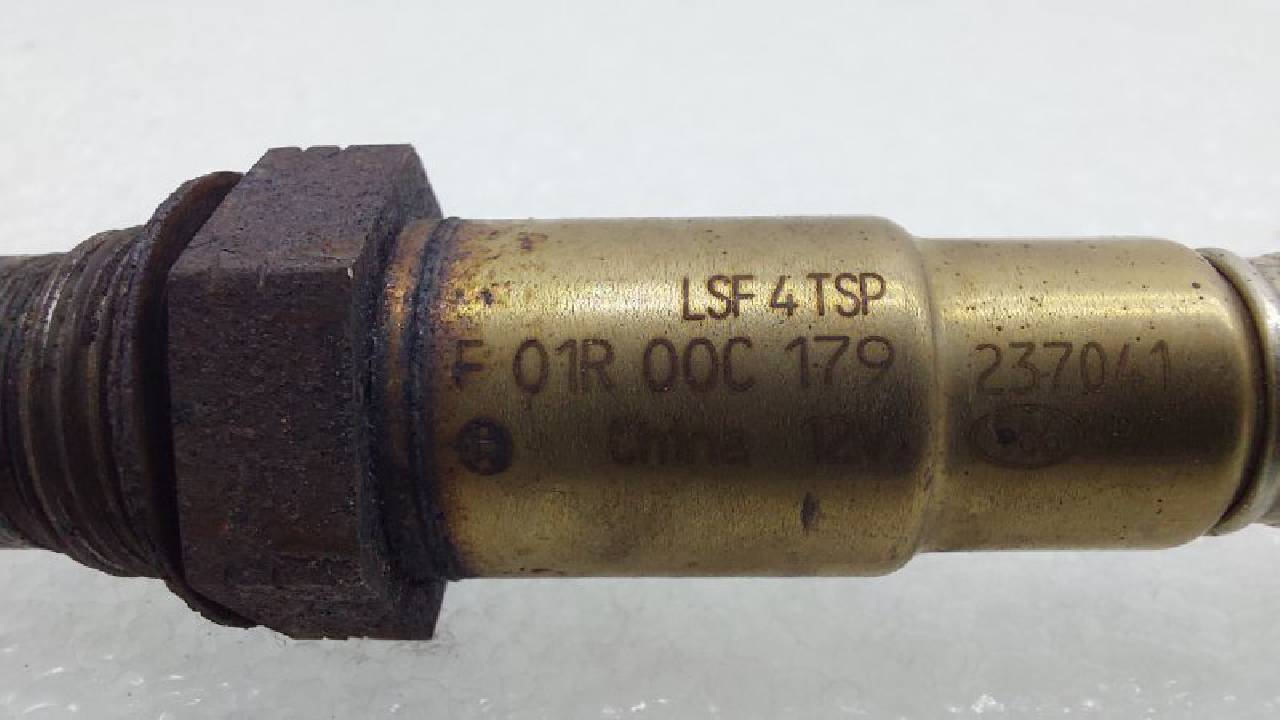 LSF 4 TSP
F 01R 00C 179 237041
China 12V